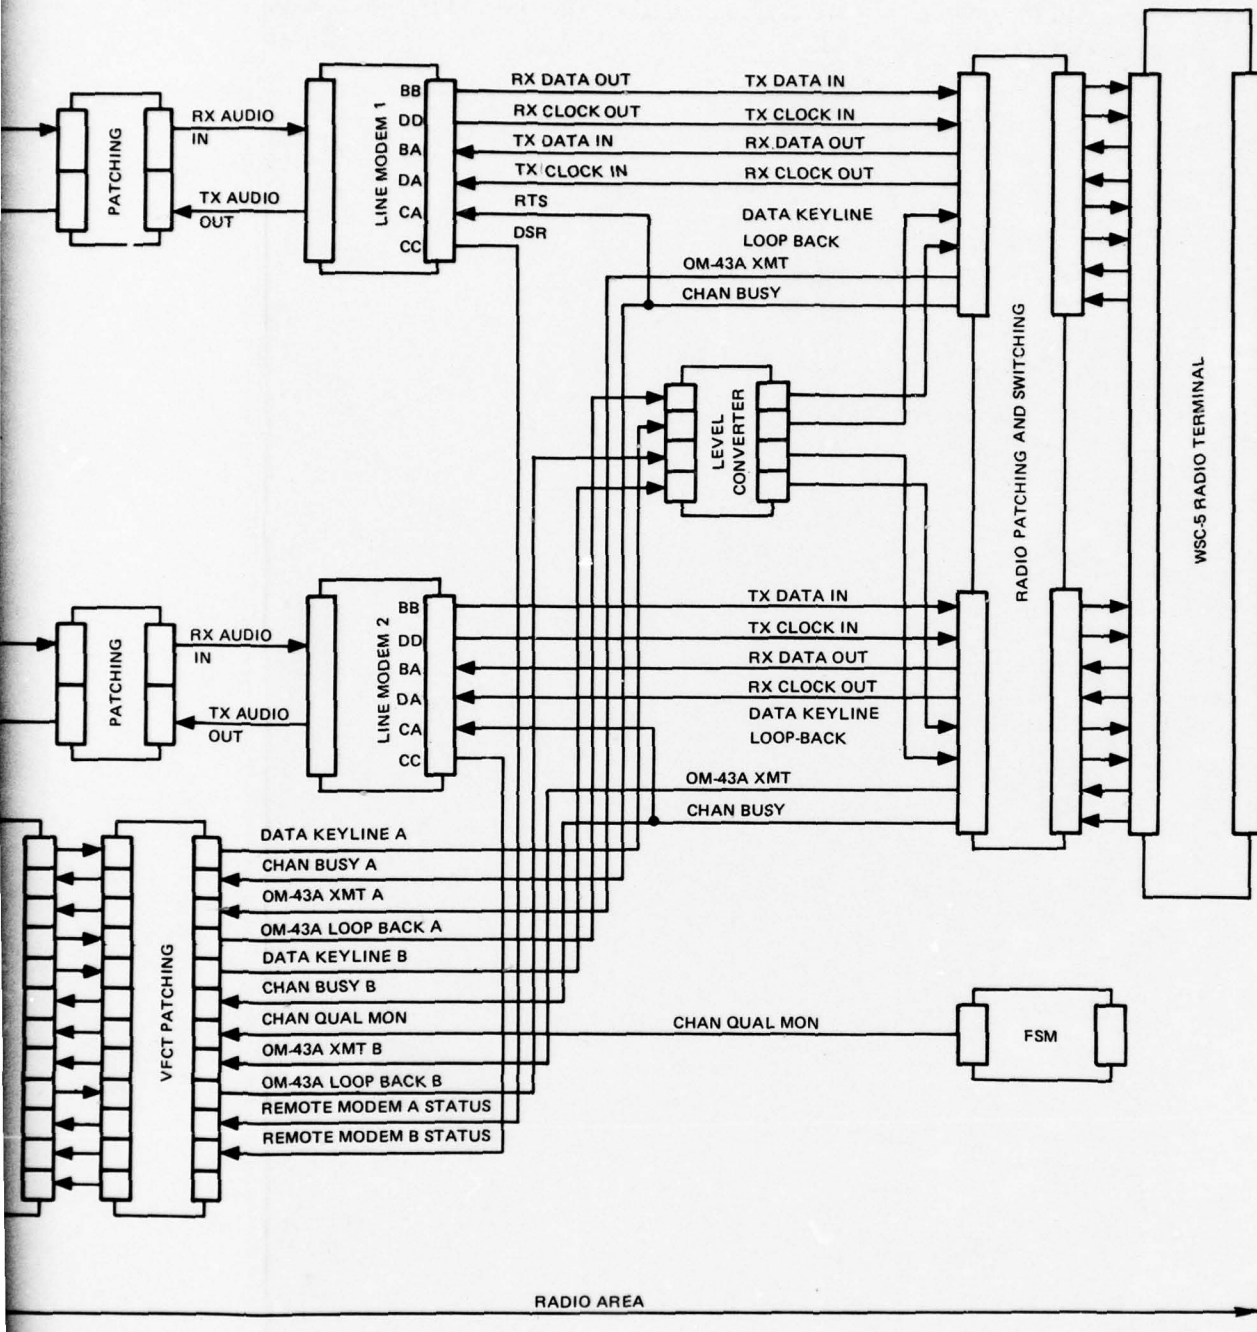 RX DATA OUT
TX DATA IN
BB
RX AUDIO
IN
PATCHING
LINE MODEM 1
RX CLOCK OUT
TX CLOCK IN
DD
TX DATA IN
RX DATA OUT
BA
TX CLOCK IN
RX CLOCK OUT
DA
TX AUDIO
OUT
RTS
CA
DATA KEYLINE
DSR
CC
LOOP BACK
OM-43A XMT
CHAN BUSY
LEVEL
CONVERTER
RADIO PATCHING AND SWITCHING
WSC-5 RADIO TERMINAL
BB
TX DATA IN
RX AUDIO
IN
PATCHING
LINE MODEM 2
DD
TX CLOCK IN
BA
RX DATA OUT
DA
RX CLOCK OUT
TX AUDIO
OUT
CA
DATA KEYLINE
LOOP-BACK
CC
OM-43A XMT
CHAN BUSY
DATA KEYLINE A
CHAN BUSY A
OM-43A XMT A
OM-43A LOOP BACK A
DATA KEYLINE B
CHAN BUSY B
VFCT PATCHING
CHAN QUAL MON
CHAN QUAL MON
FSM
OM-43A XMT B
OM-43A LOOP BACK B
REMOTE MODEM A STATUS
REMOTE MODEM B STATUS
RADIO AREA